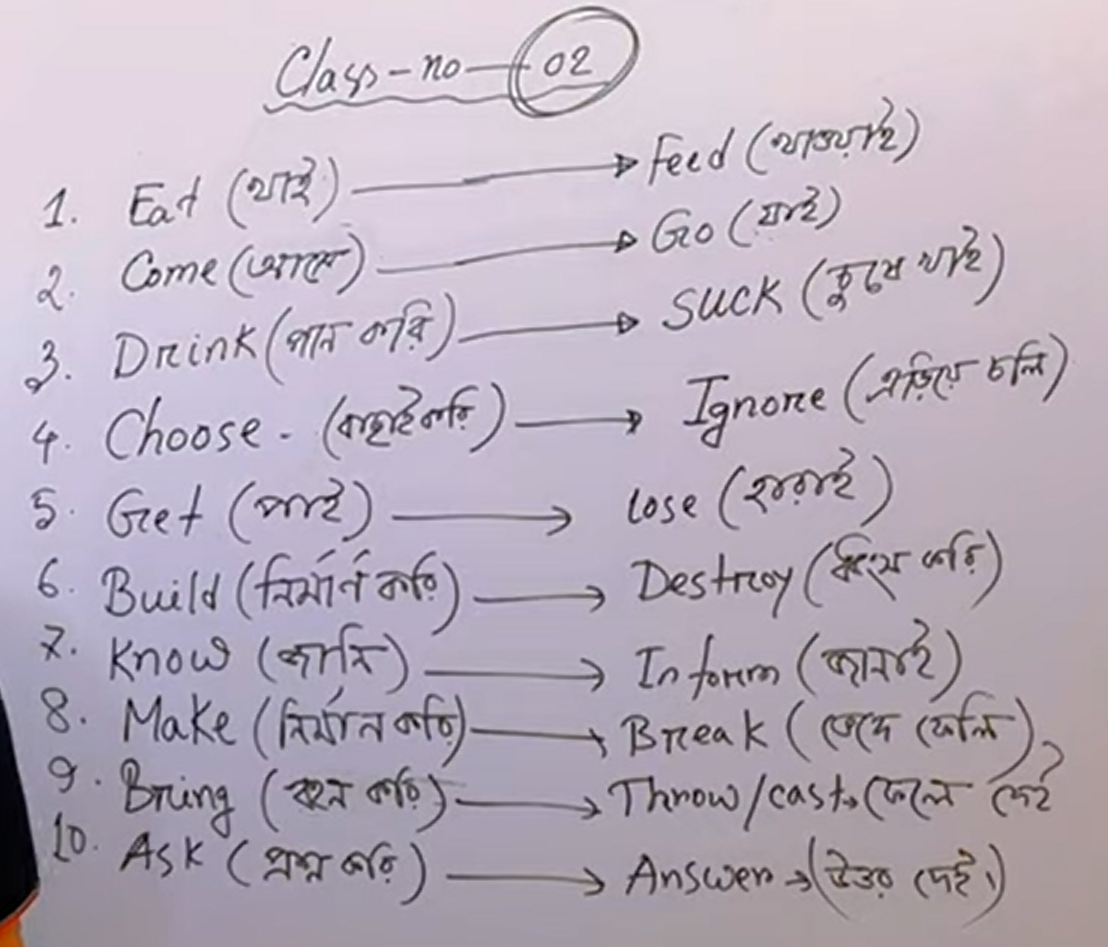 Class-no-02
1. Eat (খাই) → Feed (খাওয়াই)
2. Come (আসে) → Go (যাই)
3. Drink (পান করি) → Suck (চুষে খাই)
4. Choose - (বাছাই করি) → Ignore (এড়িয়ে চলি)
5. Get (পাই) → Lose (হারাই)
6. Build (নির্মান করি) → Destroy (করি)
7. Know (জানি) → Inform (জানাই)
8. Make (নির্মান করি) → Break (ফেলি)
9. Bring (বহন করি) → Throw/cast → (ফেলে দেই
10. Ask (প্রশ্ন করি) → Answer → (উত্তর দেই।)